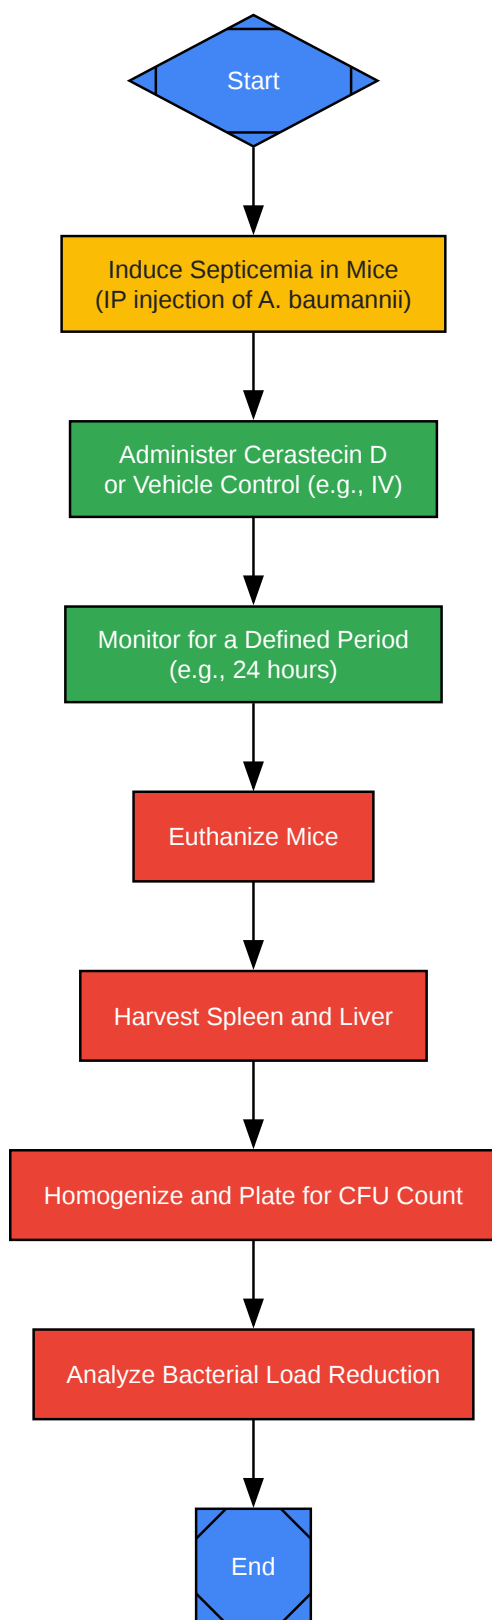 Start
Induce Septicemia in Mice
(IP injection of A. baumannii)
Administer Cerastecin D
or Vehicle Control (e.g., IV)
Monitor for a Defined Period
(e.g., 24 hours)
Euthanize Mice
Harvest Spleen and Liver
Homogenize and Plate for CFU Count
Analyze Bacterial Load Reduction
End